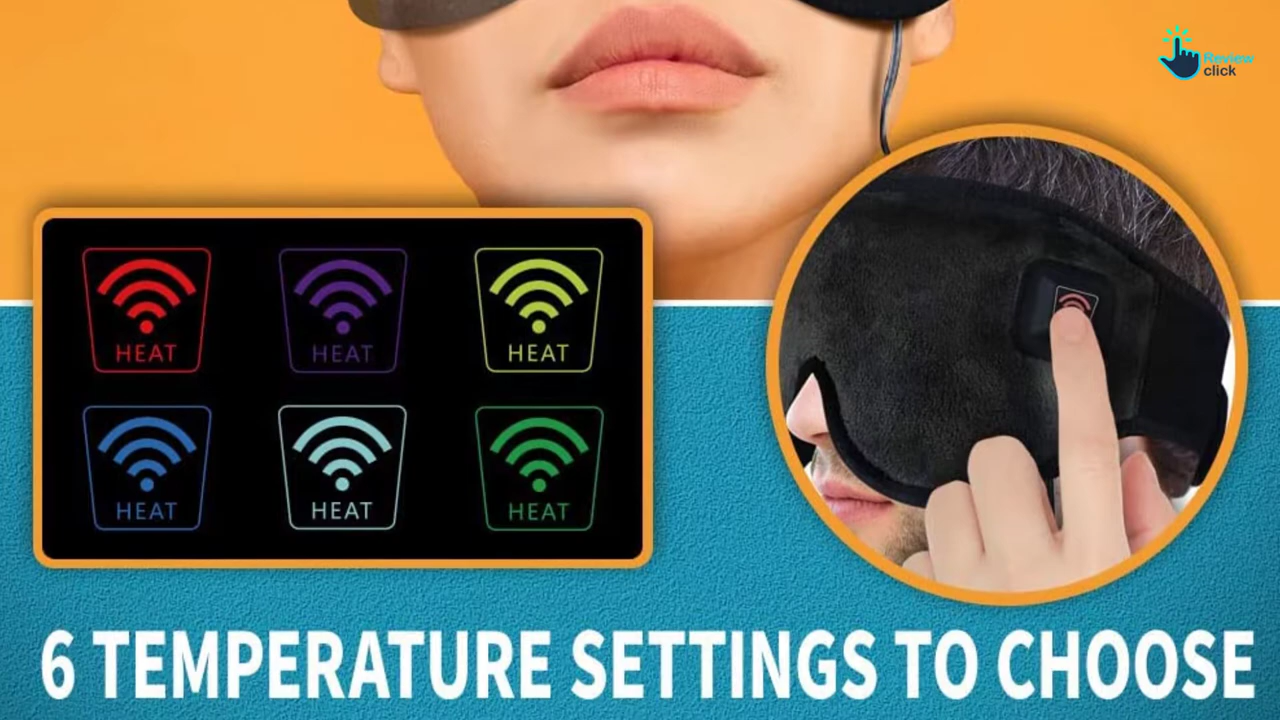 Review
click
HEAT HEAT HEAT
HEAT HEAT HEAT
6 TEMPERATURE SETTINGS TO CHOOSE